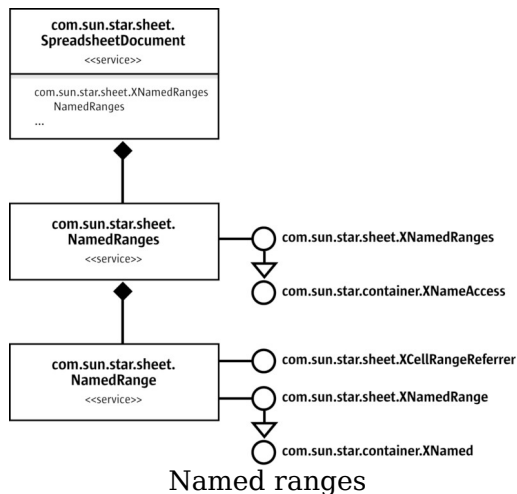 com.sun.star.sheet.
SpreadsheetDocument
<<service>>
com.sun.star.sheet.XNamedRanges
NamedRanges
...
com.sun.star.sheet.
NamedRanges
<<service>>
com.sun.star.sheet.XNamedRanges
com.sun.star.container.XNameAccess
com.sun.star.sheet.
NamedRange
<<service>>
com.sun.star.sheet.XCellRangeReferrer
com.sun.star.sheet.XNamedRange
com.sun.star.container.XNamed
Named ranges